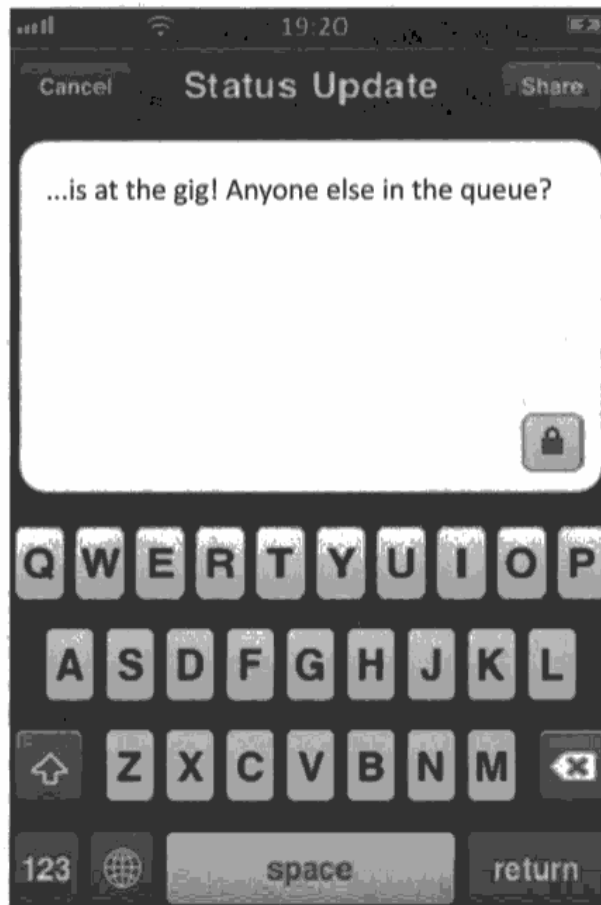 19:20
Cancel Status Update Share
...is at the gig! Anyone else in the queue?
Q W E R T Y U I O P
A S D F G H J K L
Z X C V B N M
123 space return